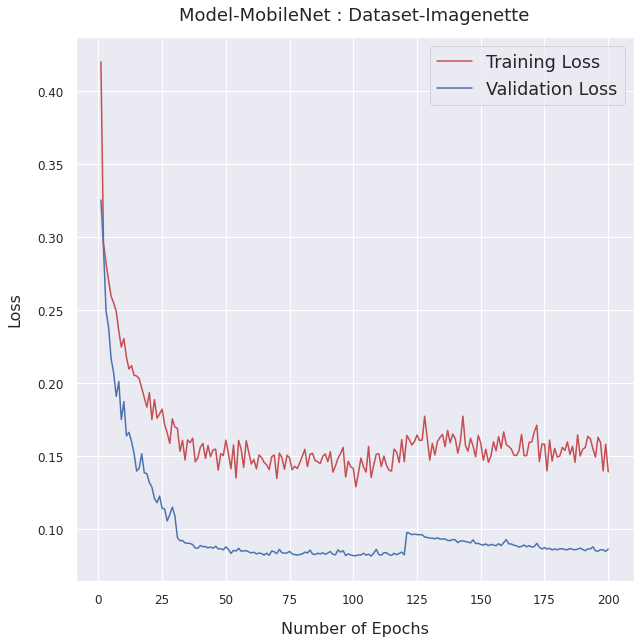 Model-MobileNet : Dataset-Imagenette
Training Loss
Validation Loss
0.40
0.35
0.30
0.25
0.20
0.15
0.10
Loss
0 25 50 75 100 125 150 175 200
Number of Epochs